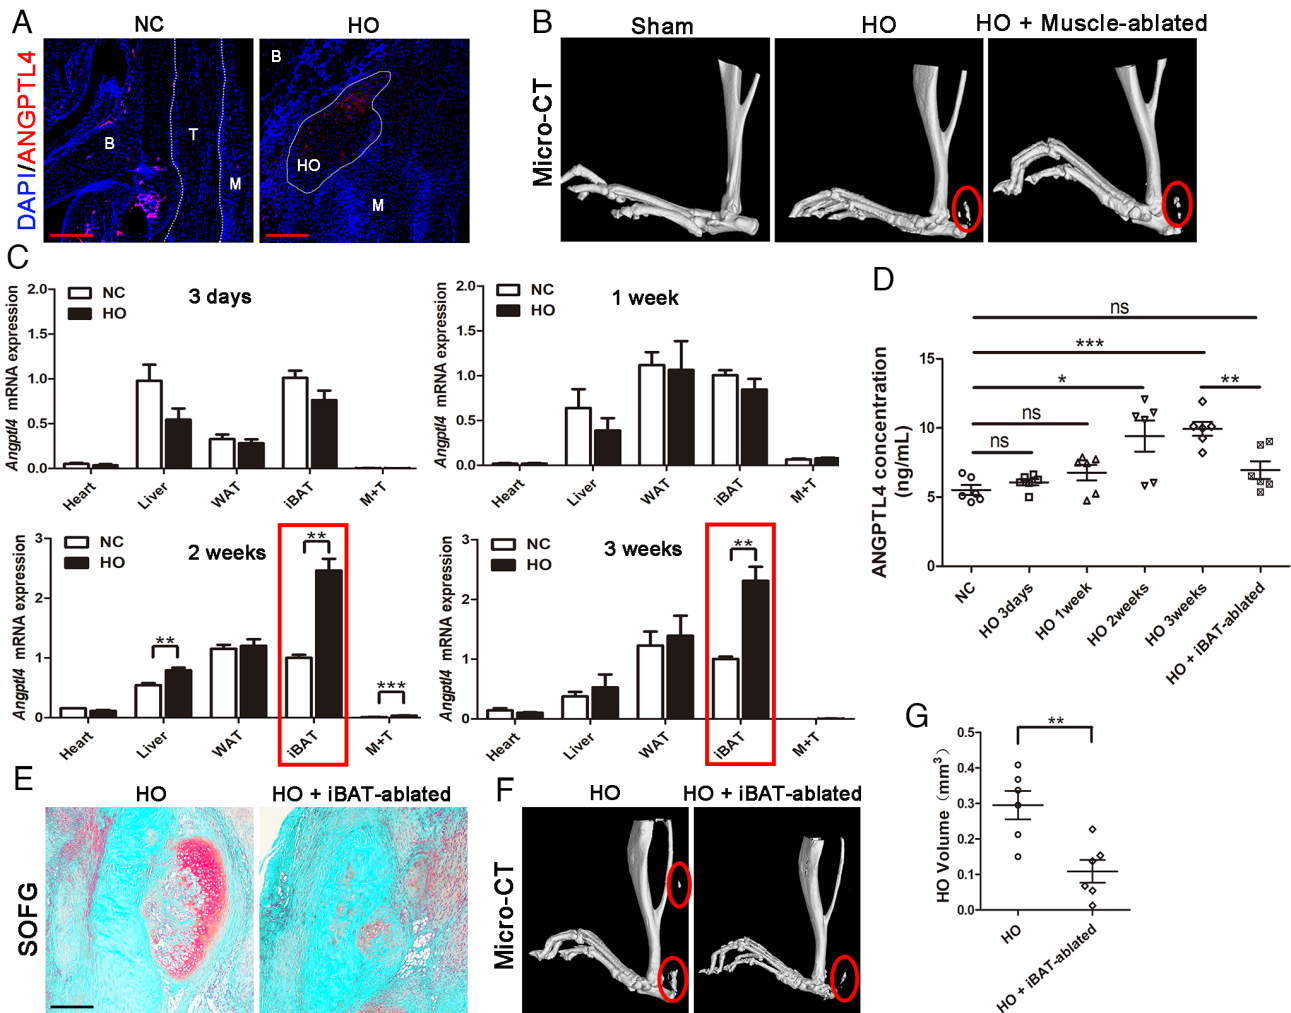 A
NC
HO
DAPI/ANGPTL4
B
T
M
B
HO
M
B
Sham
HO
HO + Muscle-ablated
Micro-CT
C
3 days
NC
HO
Angptl4 mRNA expression
2.0
1.5
1.0
0.5
0.0
Heart
Liver
WAT
iBAT
M+T
1 week
NC
HO
Angptl4 mRNA expression
2.0
1.5
1.0
0.5
0.0
Heart
Liver
WAT
iBAT
M+T
2 weeks
NC
HO
Angptl4 mRNA expression
3
2
1
0
**
**
***
Heart
Liver
WAT
iBAT
M+T
3 weeks
NC
HO
Angptl4 mRNA expression
3
2
1
0
**
Heart
Liver
WAT
iBAT
M+T
D
ANGPTL4 concentration
(ng/mL)
15
10
5
0
ns
***
*
**
ns
ns
NC
HO 3days
HO 1week
HO 2weeks
HO 3weeks
HO + iBAT-ablated
E
HO
HO + iBAT-ablated
SOFG
F
HO
HO + iBAT-ablated
Micro-CT
G
HO Volume (mm³)
0.5
0.4
0.3
0.2
0.1
0.0
**
HO
HO + iBAT-ablated